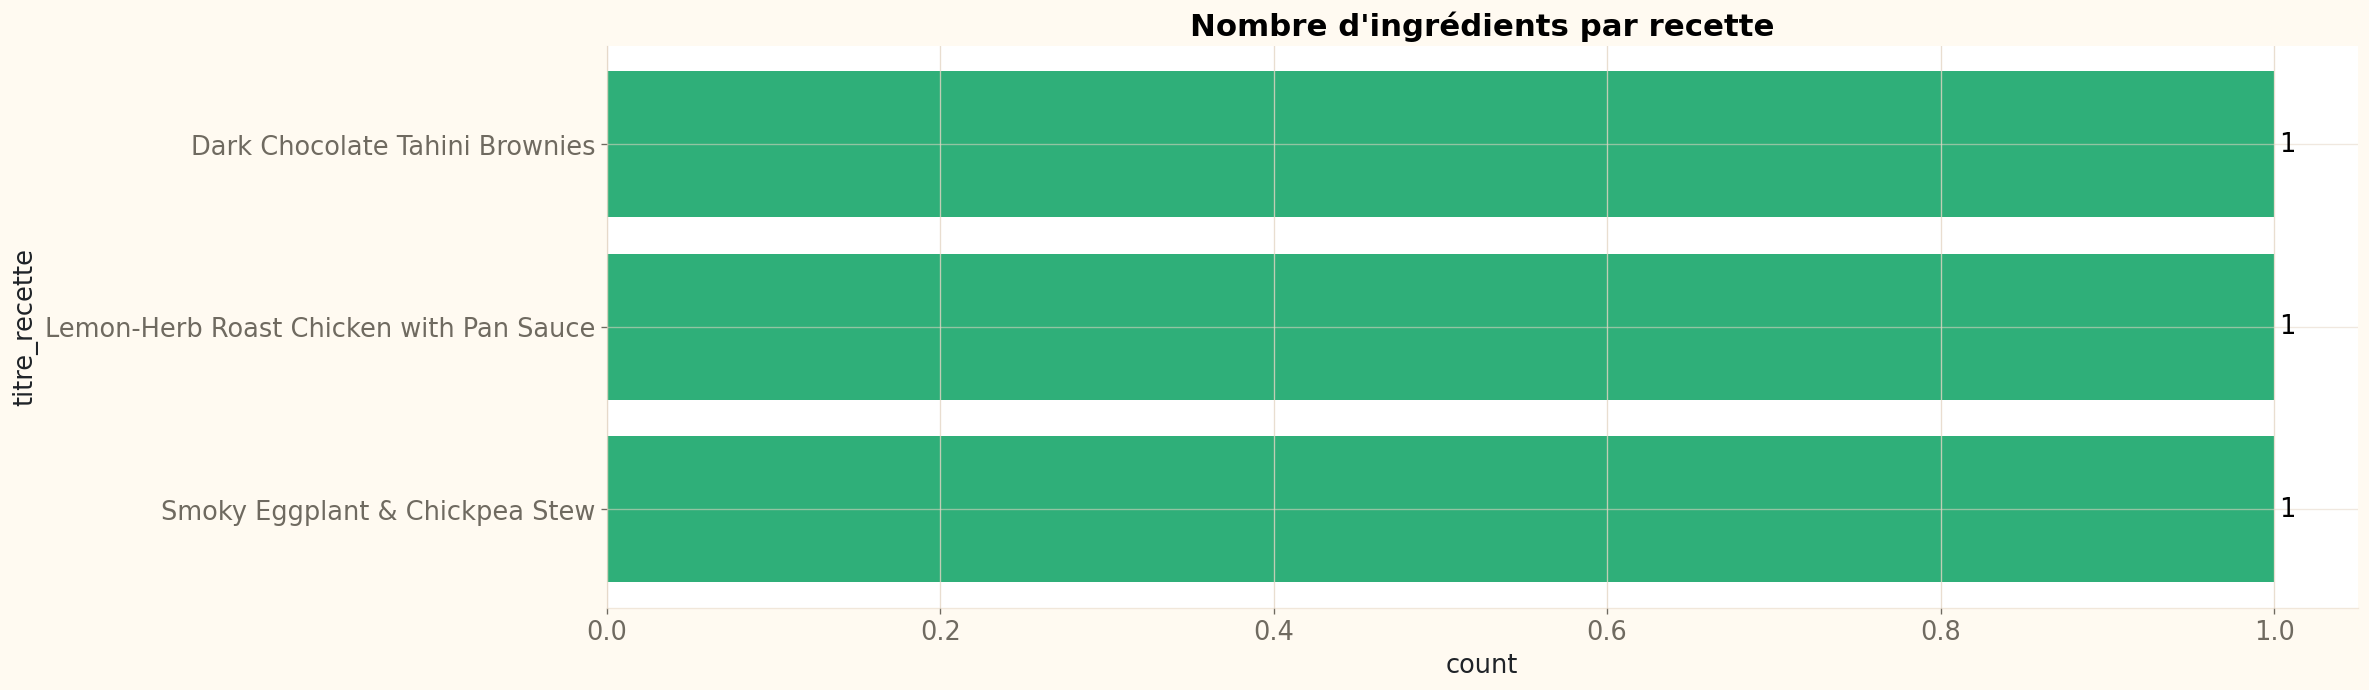 Nombre d'ingrédients par recette
titre_recette
Dark Chocolate Tahini Brownies
1
Lemon-Herb Roast Chicken with Pan Sauce
1
Smoky Eggplant & Chickpea Stew
1
0.0 0.2 0.4 0.6 0.8 1.0
count